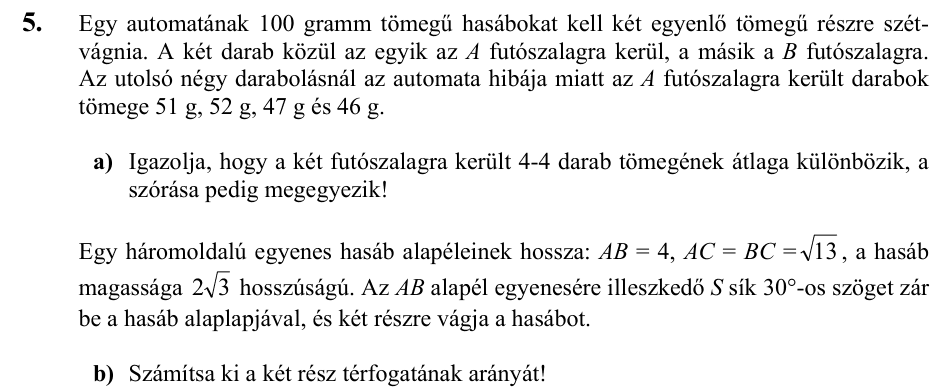 5. Egy automatának 100 gramm tömegű hasábokat kell két egyenlő tömegű részre szét-
vágnia. A két darab közül az egyik az A futószalagra kerül, a másik a B futószalagra.
Az utolsó négy darabolásnál az automata hibája miatt az A futószalagra került darabok
tömege 51 g, 52 g, 47 g és 46 g.
a) Igazolja, hogy a két futószalagra került 4-4 darab tömegének átlaga különbözik, a
szórása pedig megegyezik!
Egy háromoldalú egyenes hasáb alapéleinek hossza: AB = 4, AC = BC = √13, a hasáb
magassága 2√3 hosszúságú. Az AB alapél egyenesére illeszkedő S sík 30°-os szöget zár
be a hasáb alaplapjával, és két részre vágja a hasábot.
b) Számítsa ki a két rész térfogatának arányát!